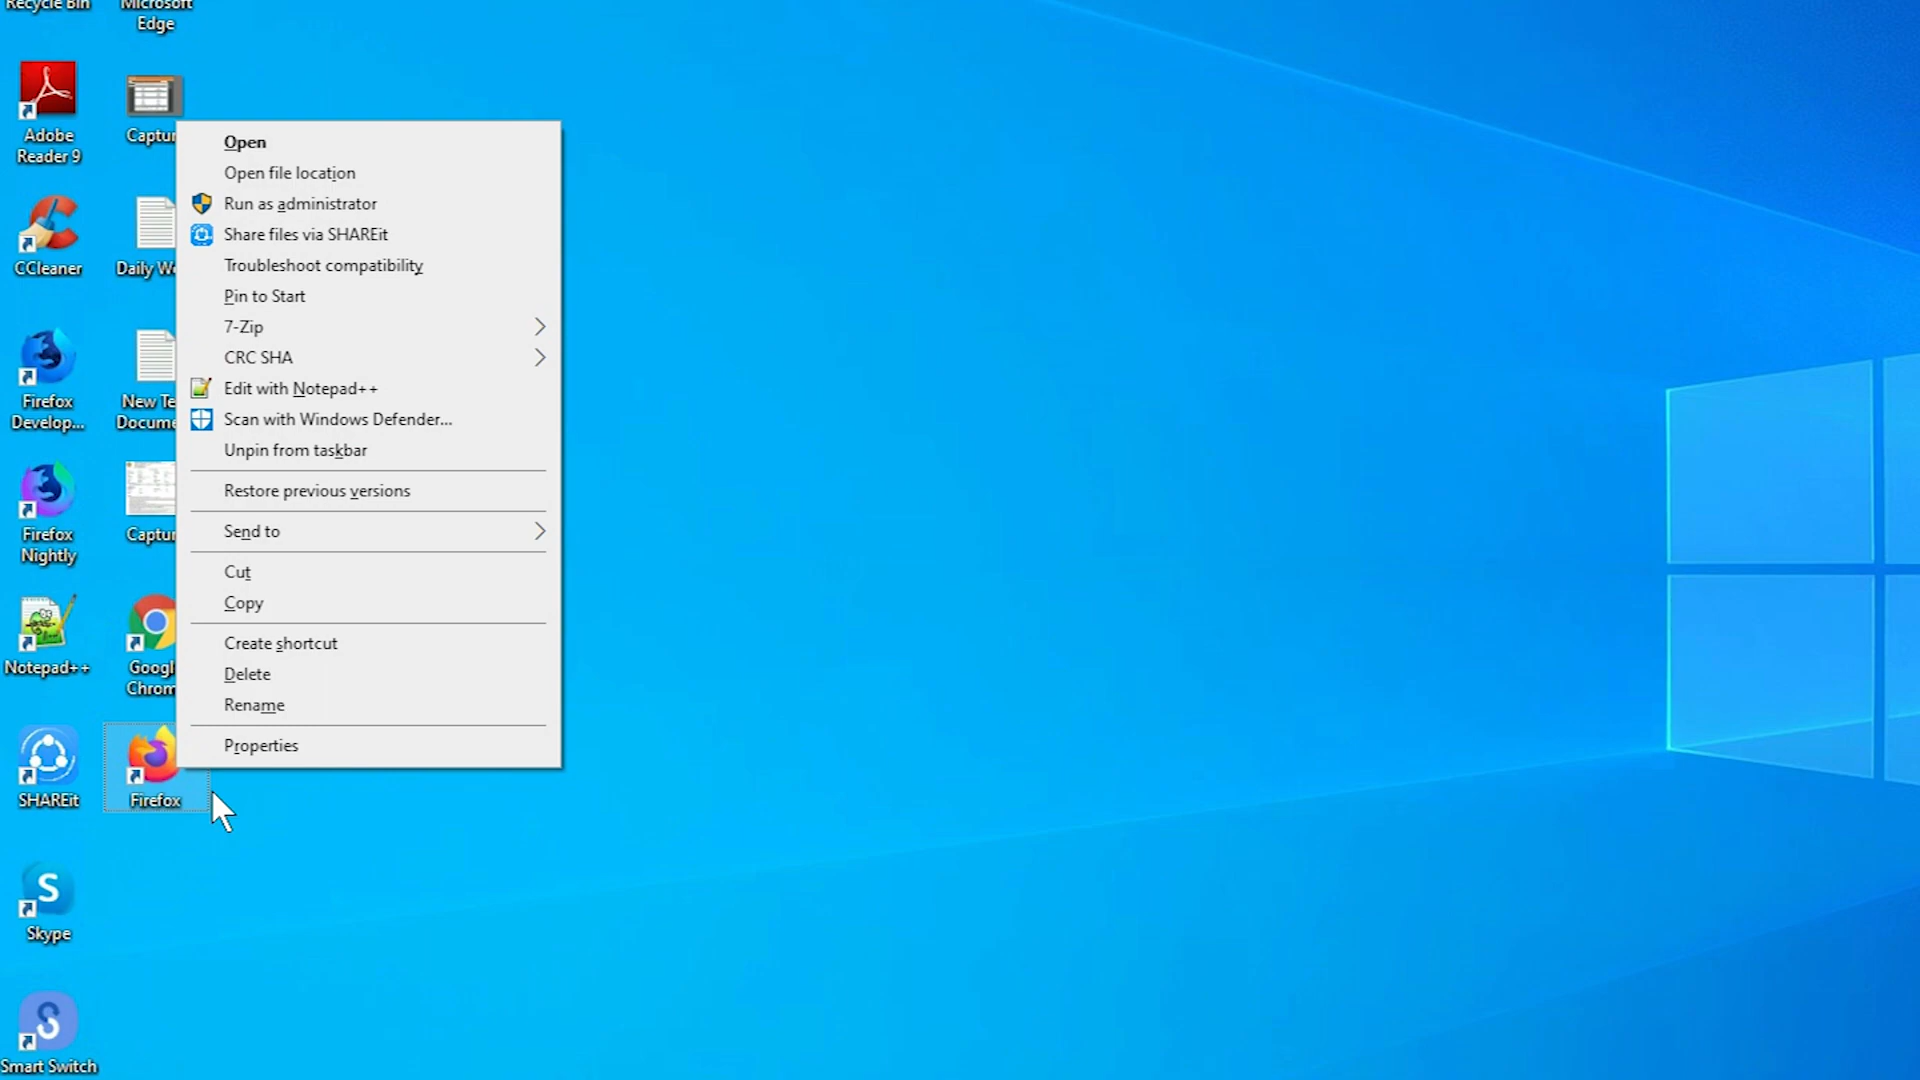 Recycle Bin
Microsoft
Edge
Adobe
Reader 9
Captur
CCleaner
Daily W
Firefox
Develop...
New Te
Docume
Firefox
Nightly
Captur
Notepad++
Googl
Chrom
SHAREit
Firefox
Skype
Smart Switch
Open
Open file location
Run as administrator
Share files via SHAREit
Troubleshoot compatibility
Pin to Start
7-Zip
CRC SHA
Edit with Notepad++
Scan with Windows Defender...
Unpin from taskbar
Restore previous versions
Send to
Cut
Copy
Create shortcut
Delete
Rename
Properties